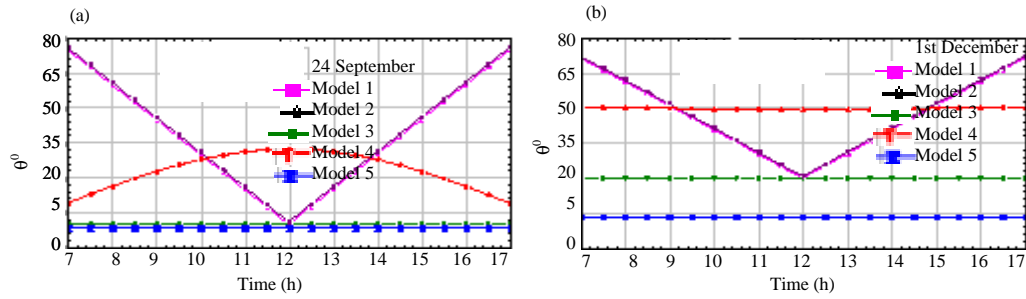 (a)
80
65
50
35
20
5
0
θ⁰
24 September
Model 1
Model 2
Model 3
Model 4
Model 5
7 8 9 10 11 12 13 14 15 16 17
Time (h)
(b)
80
65
50
35
20
5
0
θ⁰
1st December
Model 1
Model 2
Model 3
Model 4
Model 5
7 8 9 10 11 12 13 14 15 16 17
Time (h)